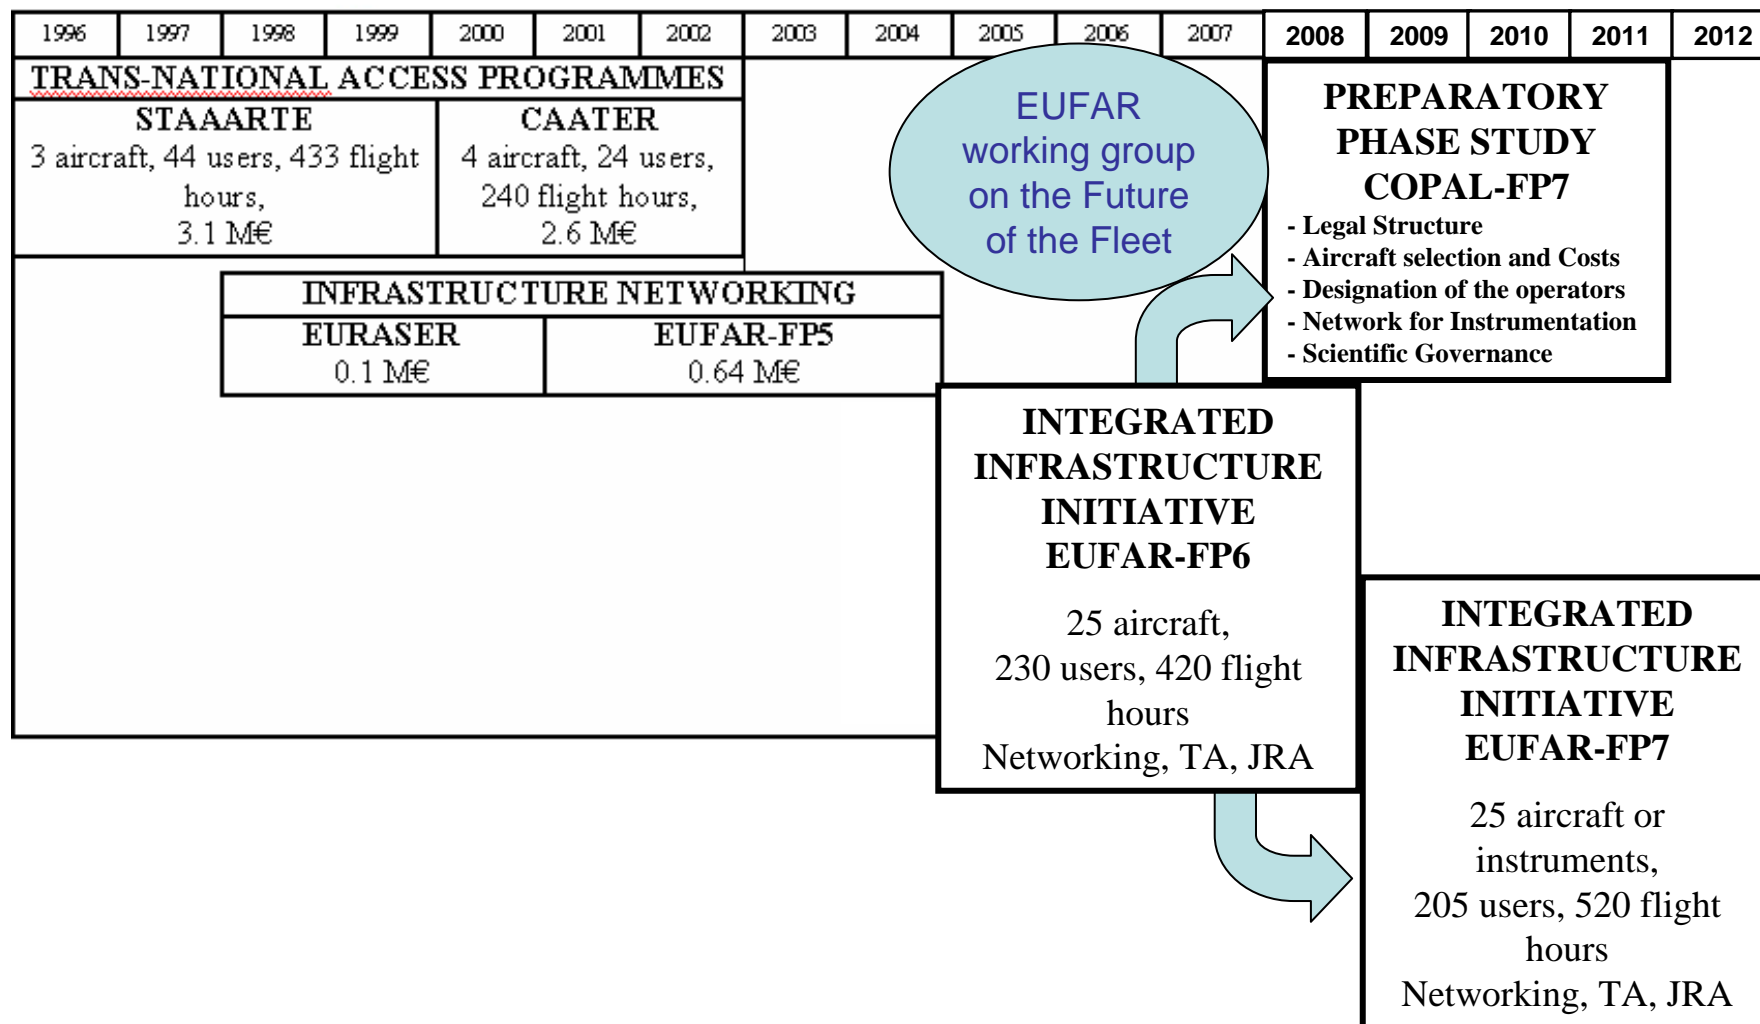 1996 1997 1998 1999 2000 2001 2002 2003 2004 2005 2006 2007 2008 2009 2010 2011 2012
TRANS-NATIONAL ACCESS PROGRAMMES
STAAARTE
3 aircraft, 44 users, 433 flight
hours,
3.1 M€
CAATER
4 aircraft, 24 users,
240 flight hours,
2.6 M€
INFRASTRUCTURE NETWORKING
EURASER
0.1 M€
EUFAR-FP5
0.64 M€
EUFAR
working group
on the Future
of the Fleet
PREPARATORY
PHASE STUDY
COPAL-FP7
- Legal Structure
- Aircraft selection and Costs
- Designation of the operators
- Network for Instrumentation
- Scientific Governance
INTEGRATED
INFRASTRUCTURE
INITIATIVE
EUFAR-FP6
25 aircraft,
230 users, 420 flight
hours
Networking, TA, JRA
INTEGRATED
INFRASTRUCTURE
INITIATIVE
EUFAR-FP7
25 aircraft or
instruments,
205 users, 520 flight
hours
Networking, TA, JRA